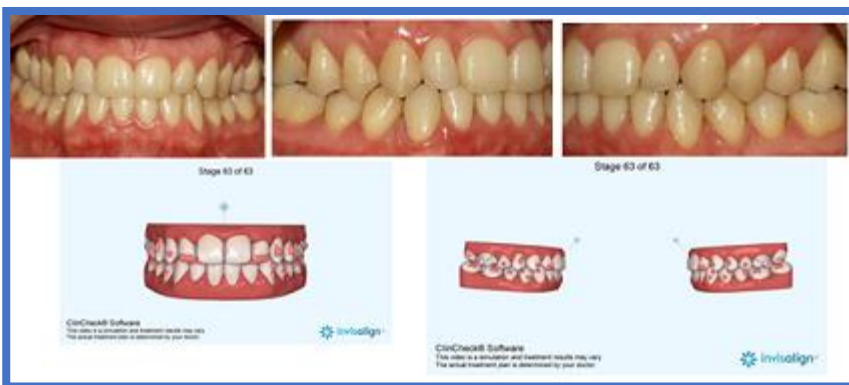 Stage 63 of 63
ClinCheck® Software
This video is a simulation and treatment results may vary
The actual treatment plan is determined by your doctor.
invisalign
Stage 63 of 63
ClinCheck® Software
This video is a simulation and treatment results may vary
The actual treatment plan is determined by your doctor.
invisalign